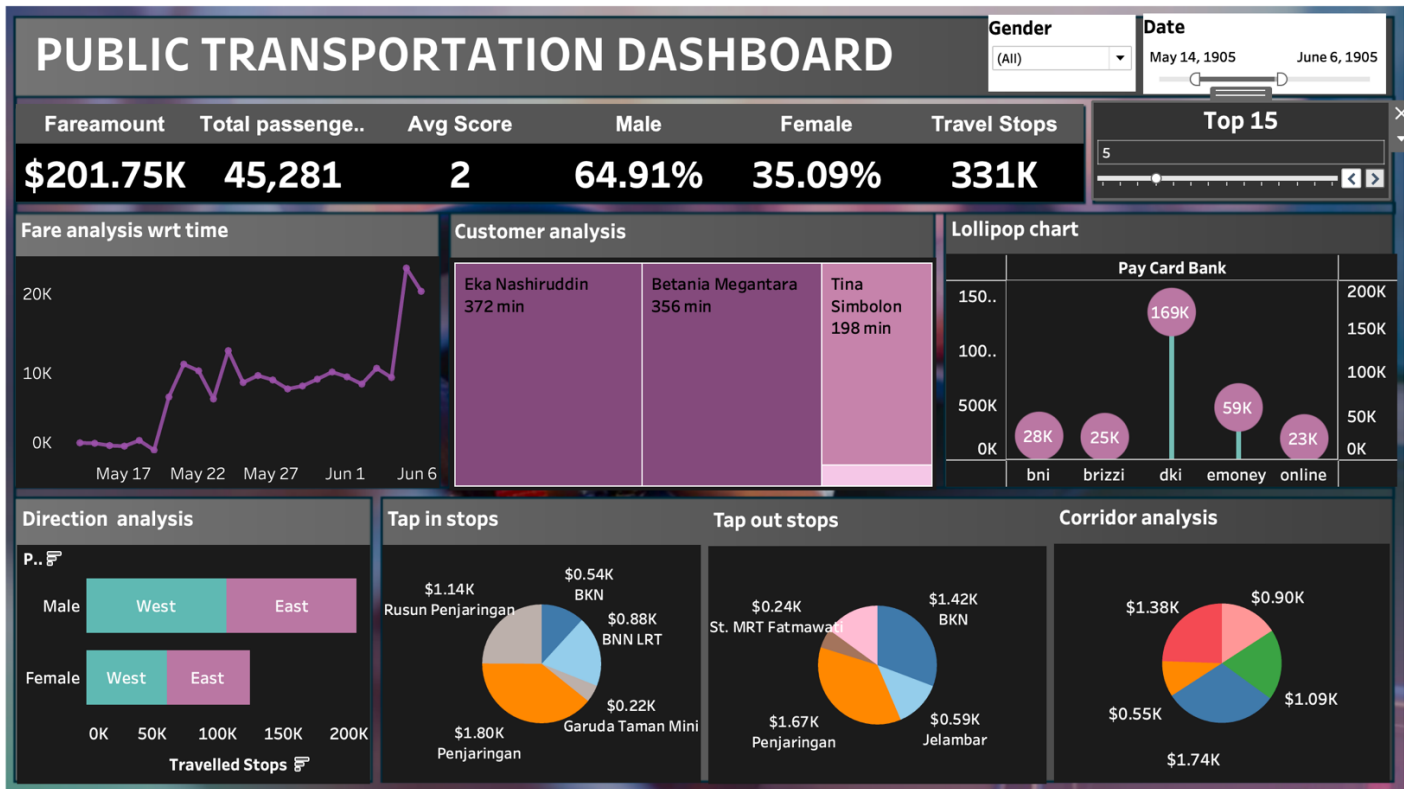 PUBLIC TRANSPORTATION DASHBOARD
Gender
(All)
Date
May 14, 1905 June 6, 1905
Fareamount Total passenge.. Avg Score Male Female Travel Stops
$201.75K 45,281 2 64.91% 35.09% 331K
Top 15
5
Fare analysis wrt time
20K
10K
0K
May 17 May 22 May 27 Jun 1 Jun 6
Customer analysis
Eka Nashiruddin
372 min
Betania Megantara
356 min
Tina
Simbolon
198 min
Lollipop chart
Pay Card Bank
150..
100..
500K
0K
169K
59K
28K
25K
23K
200K
150K
100K
50K
0K
bni brizzi dki emoney online
Direction analysis
P..
Male West East
Female West East
0K 50K 100K 150K 200K
Travelled Stops
Tap in stops
$0.54K
BKN
$1.14K
Rusun Penjaringan
$0.88K
BNN LRT
$0.22K
Garuda Taman Mini
$1.80K
Penjaringan
Tap out stops
$1.42K
BKN
$0.24K
St. MRT Fatmawati
$1.67K
Penjaringan
$0.59K
Jelambar
Corridor analysis
$0.90K
$1.38K
$1.09K
$0.55K
$1.74K